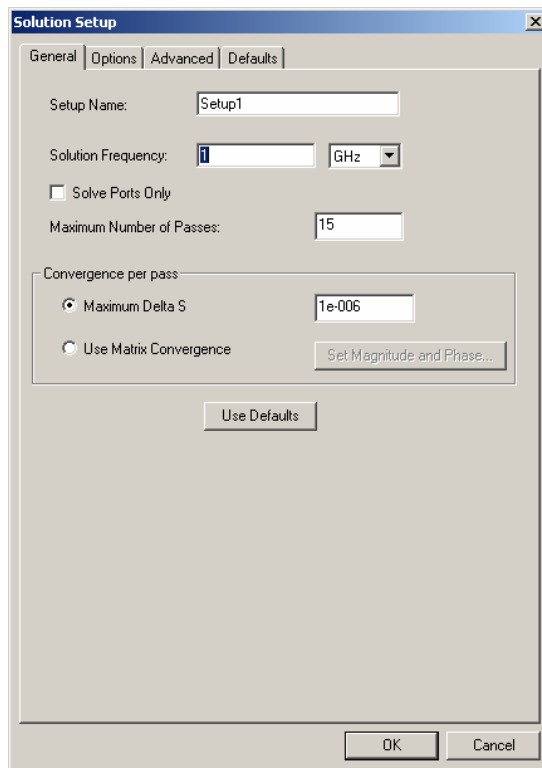 Solution Setup
General Options Advanced Defaults
Setup Name: Setup1
Solution Frequency: 1 GHz
Solve Ports Only
Maximum Number of Passes: 15
Convergence per pass
Maximum Delta S 1e-006
Use Matrix Convergence Set Magnitude and Phase...
Use Defaults
OK Cancel